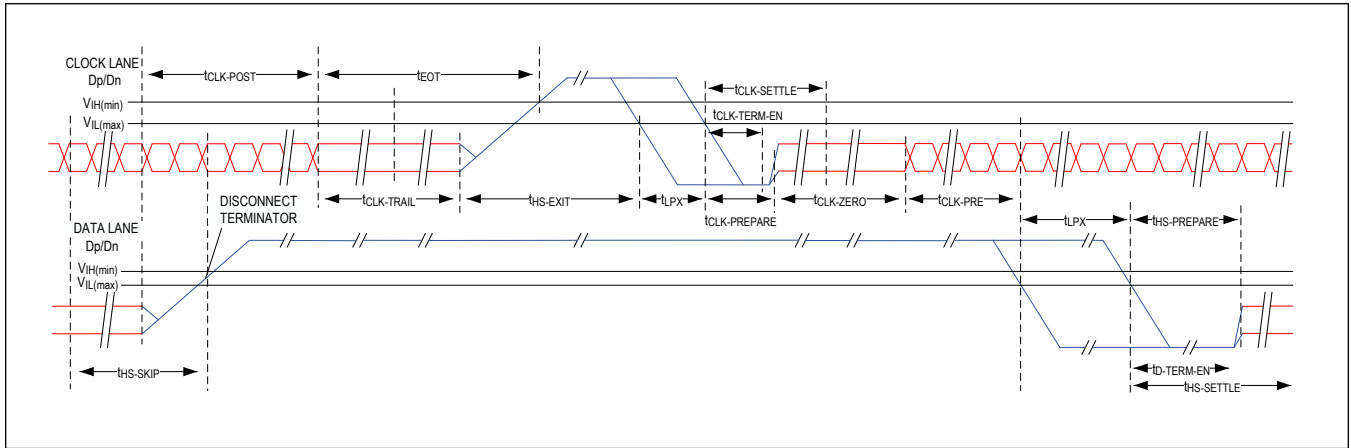 CLOCK LANE
Dp/Dn
tCLK-POST
tEOT
tCLK-SETTLE
VIH(min)
tCLK-TERM-EN
VIL(max)
DISCONNECT
TERMINATOR
tCLK-TRAIL
tHS-EXIT
tLPX
tCLK-PREPARE
tCLK-ZERO
tCLK-PRE
DATA LANE
Dp/Dn
tLPX
tHS-PREPARE
VIH(min)
VIL(max)
tHS-SKIP
tD-TERM-EN
tHS-SETTLE